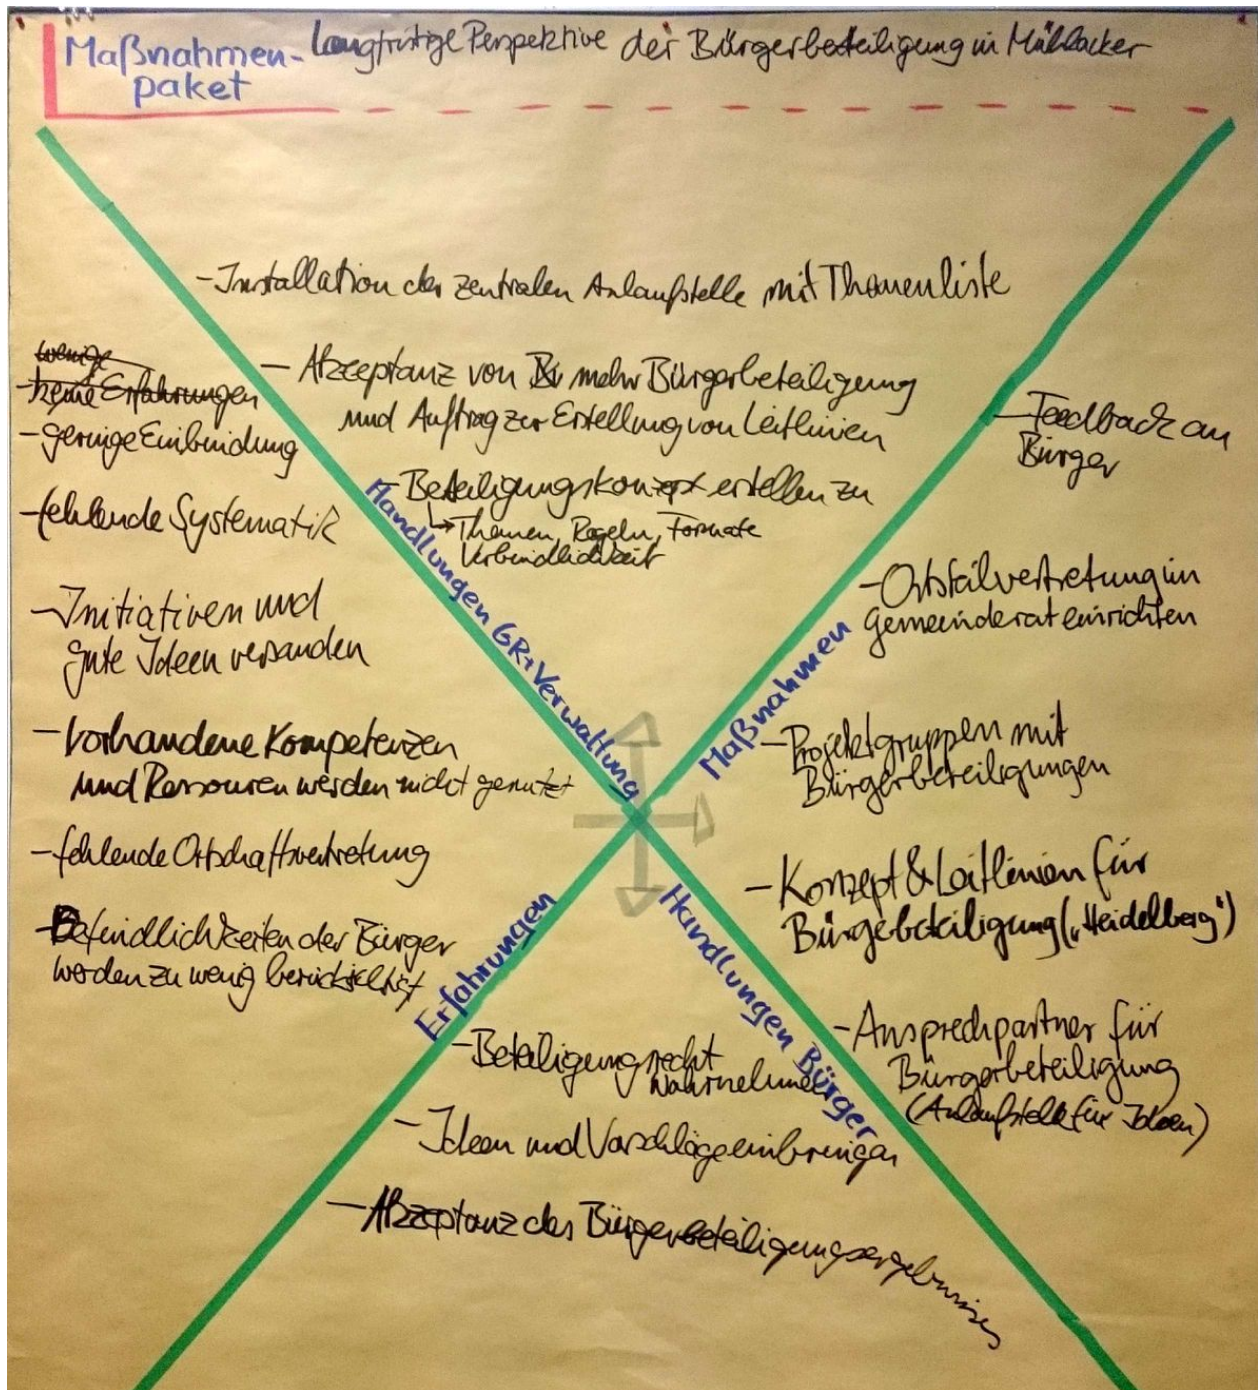 Maßnahmen-
paket
Langfristige Perspektive der Bürgerbeteiligung in Mühlacker
- Installation der zentralen Anlaufstelle mit Themenliste
- Akzeptanz von mehr Bürgerbeteiligung
und Auftrag zur Erstellung von Leitlinien
- Beteiligungskonzept erstellen zu
Themen, Regeln, Formate
Verbindlichkeit
Handlungen GR+Verwaltung
wenige
- keine Erfahrungen
- geringe Einbindung
- fehlende Systematik
- Initiativen und
gute Ideen versanden
- Vorhandene Kompetenzen
und Ressourcen werden nicht genutzt
- fehlende Ortschaftsvertretung
- Befindlichkeiten der Bürger
werden zu wenig berücksichtigt
Erfahrungen
- Feedback an
Bürger
- Ortsteilvertretung im
Gemeinderat einrichten
- Projektgruppen mit
Bürgerbeteiligungen
- Konzept & Leitlinien für
Bürgerbeteiligung („Heidelberg“)
- Ansprechpartner für
Bürgerbeteiligung
(Anlaufstelle für Ideen)
Maßnahmen
Handlungen Bürger
- Beteiligungsrecht
wahrnehmen
- Ideen und Vorschläge einbringen
- Akzeptanz des Bürgerbeteiligungsergebnisses